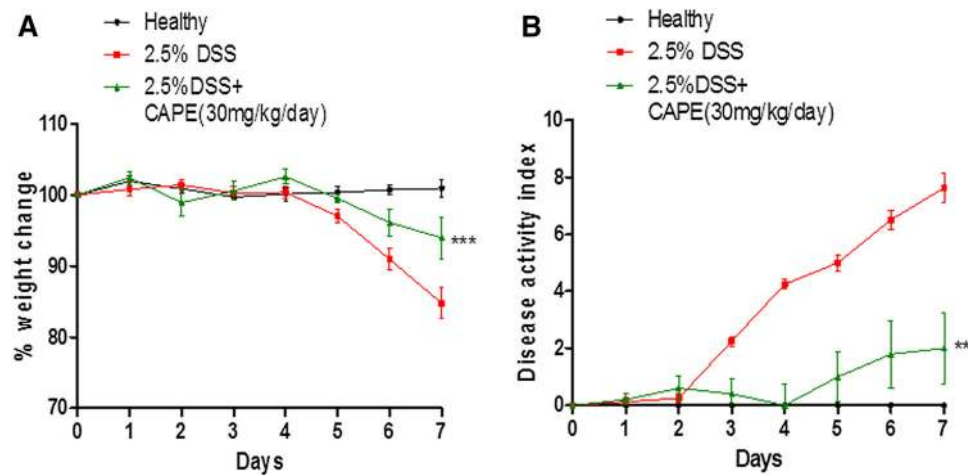 A
Healthy
2.5% DSS
2.5%DSS+
CAPE(30mg/kg/day)
110
100
90
80
70
% weight change
0 1 2 3 4 5 6 7
Days
***
B
Healthy
2.5% DSS
2.5%DSS+
CAPE(30mg/kg/day)
10
8
6
4
2
0
Disease activity index
0 1 2 3 4 5 6 7
Days
**